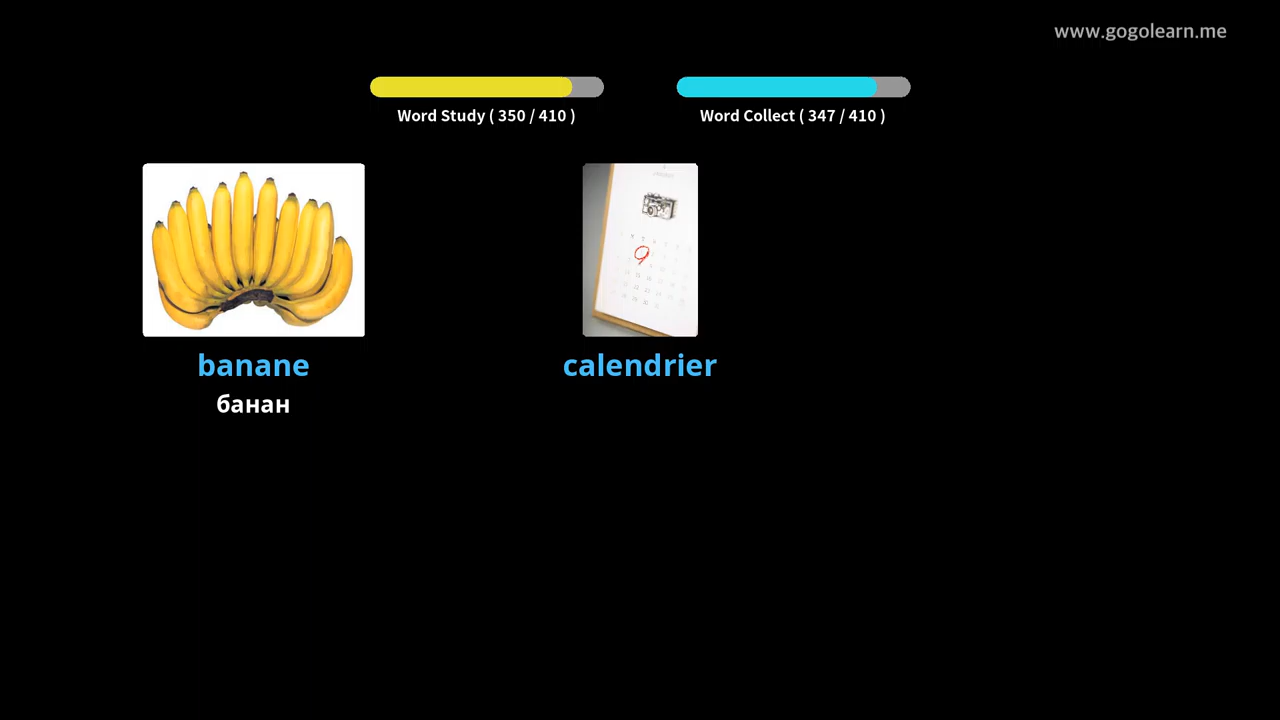 www.gogolearn.me
Word Study ( 350 / 410 )
Word Collect ( 347 / 410 )
banane
calendrier
банан